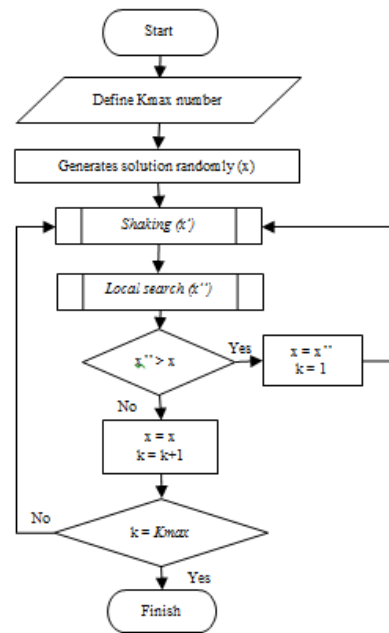 Start
Define Kmax number
Generates solution randomly (x)
Shaking (x')
Local search (x'')
x'' > x
Yes
x = x''
k = 1
No
x = x
k = k+1
No
k = Kmax
Yes
Finish